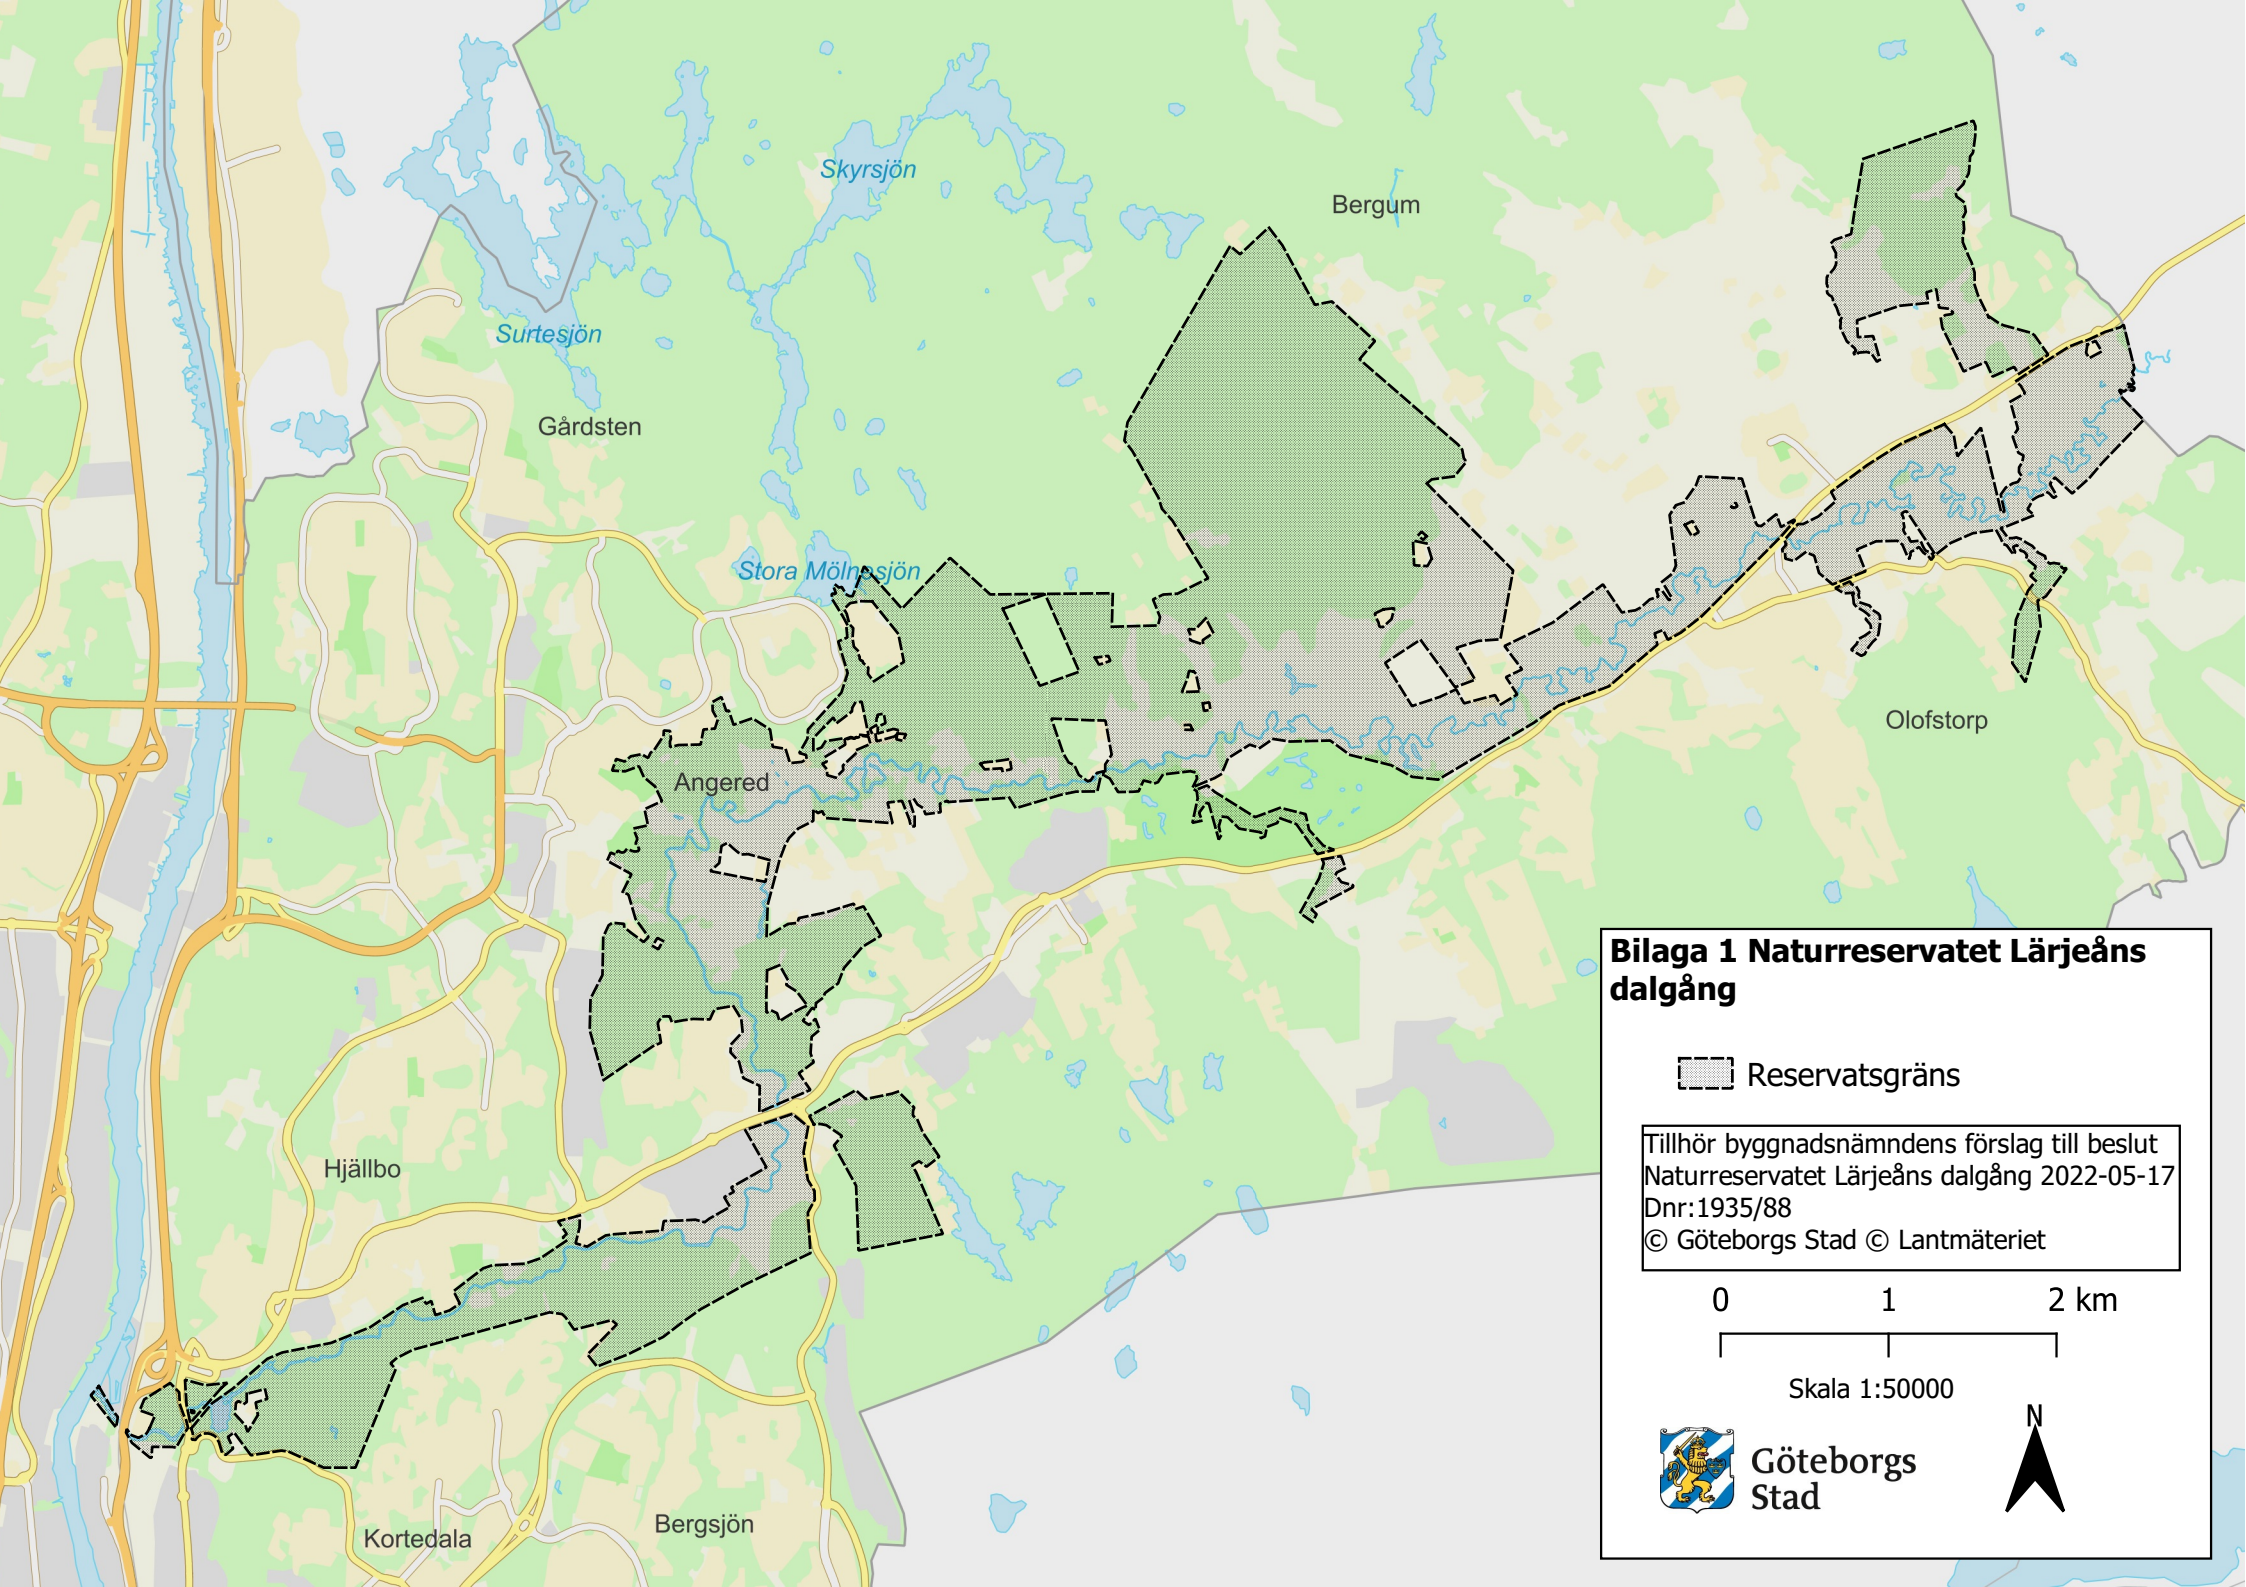 Skyrsjön
Bergum
Surtesjön
Gårdsten
Stora Mölnesjön
Olofstorp
Angered
Hjällbo
Kortedala
Bergsjön
Bilaga 1 Naturreservatet Lärjeåns
dalgång
Reservatsgräns
Tillhör byggnadsnämndens förslag till beslut
Naturreservatet Lärjeåns dalgång 2022-05-17
Dnr:1935/88
© Göteborgs Stad © Lantmäteriet
0 1 2 km
Skala 1:50000
N
Göteborgs
Stad